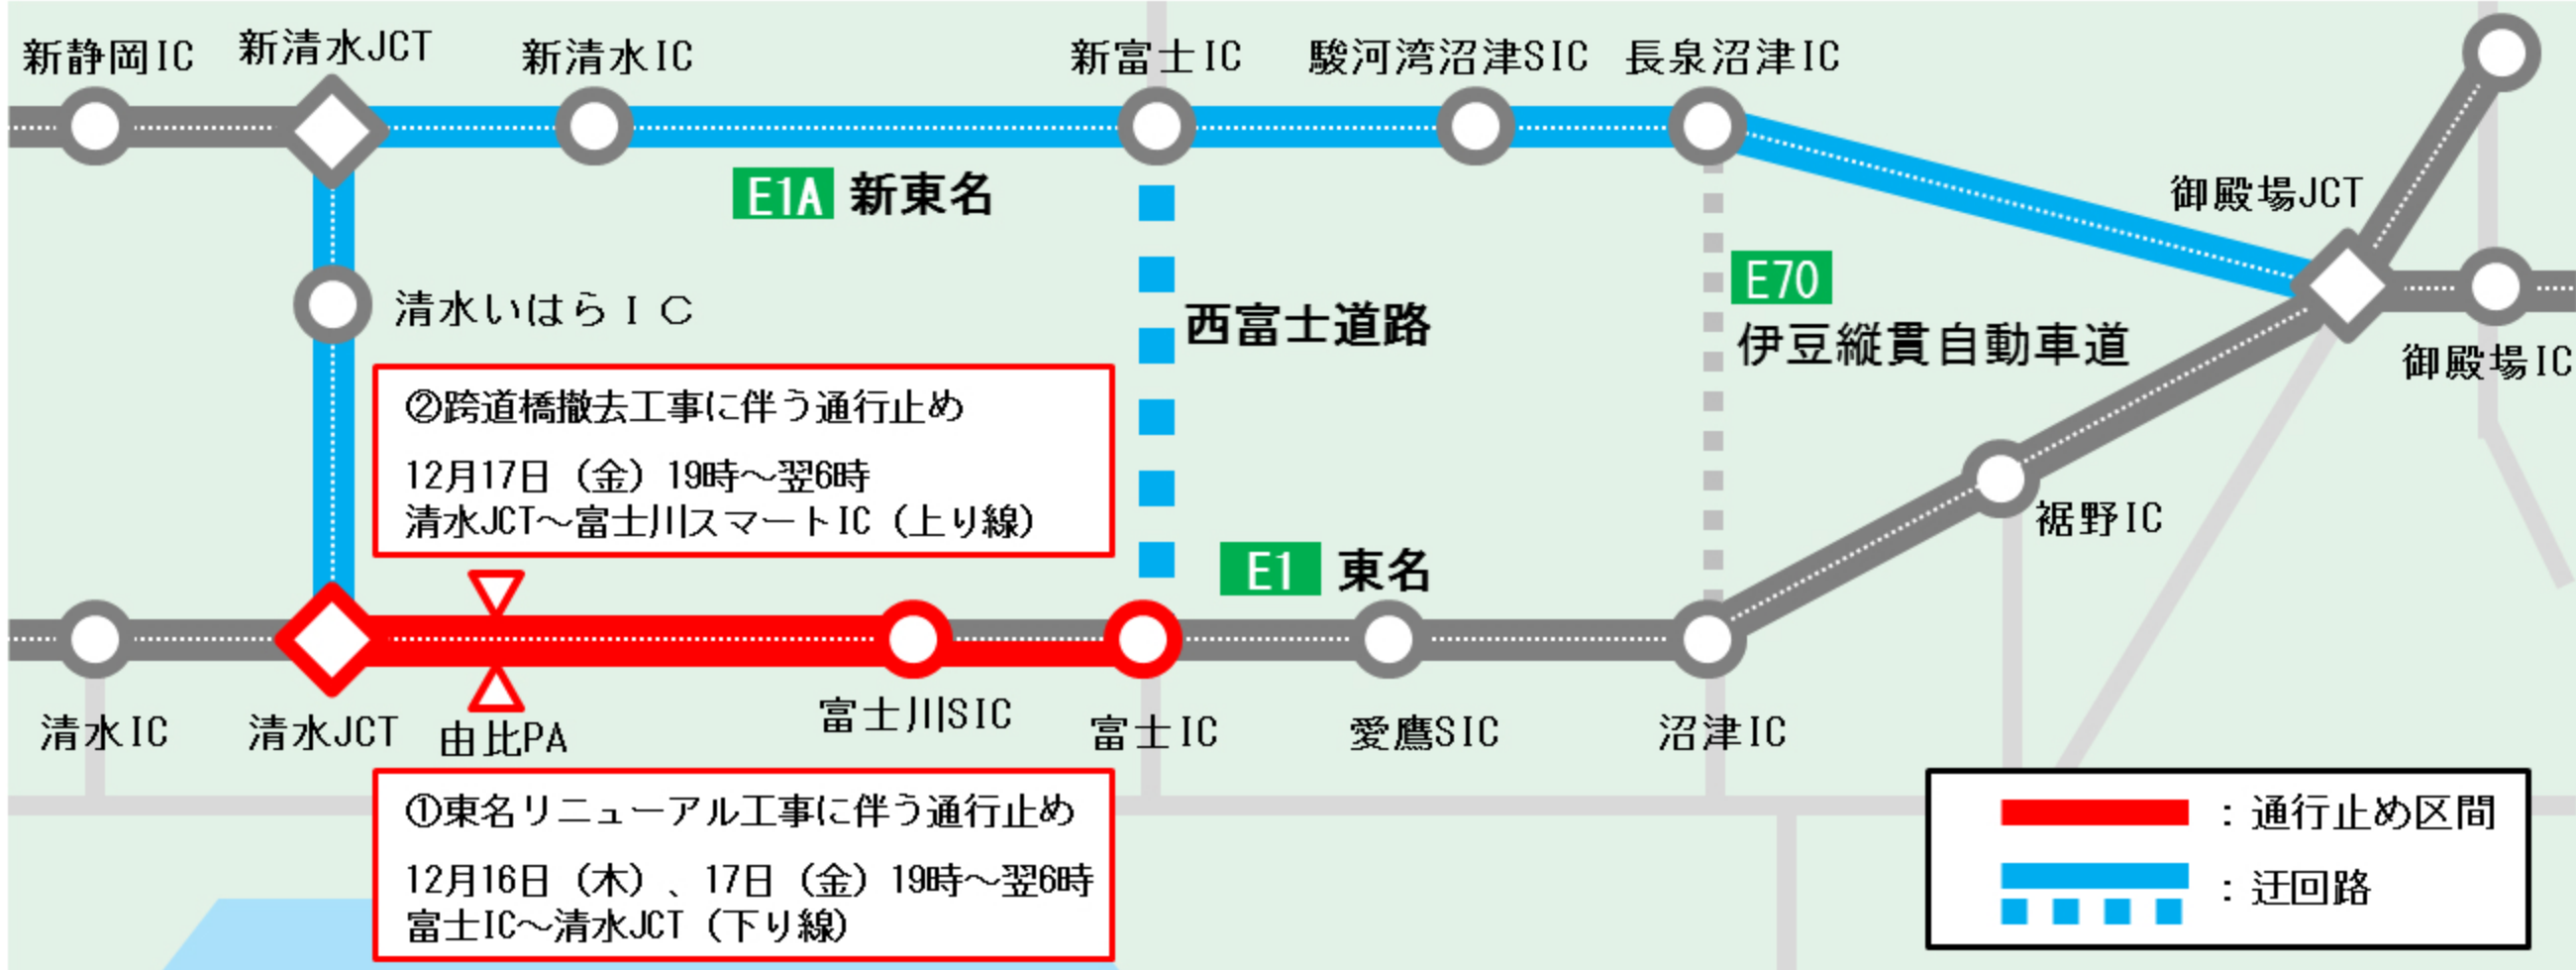 新静岡IC
新清水JCT
新清水IC
新富士IC
駿河湾沼津SIC
長泉沼津IC
E1A 新東名
御殿場JCT
E70
伊豆縦貫自動車道
清水いはらＩＣ
西富士道路
御殿場IC
②跨道橋撤去工事に伴う通行止め
12月17日（金）19時～翌6時
清水JCT～富士川スマートIC（上り線）
裾野IC
E1 東名
清水IC
清水JCT
由比PA
富士川SIC
富士IC
愛鷹SIC
沼津IC
①東名リニューアル工事に伴う通行止め
12月16日（木）、17日（金）19時～翌6時
富士IC～清水JCT（下り線）
：通行止め区間
：迂回路